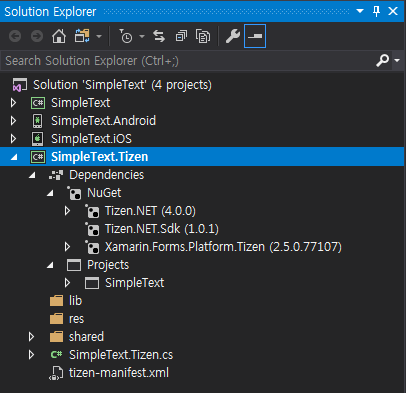 Solution Explorer
Search Solution Explorer (Ctrl+;)
Solution 'SimpleText' (4 projects)
C# SimpleText
SimpleText.Android
SimpleText.iOS
C# SimpleText.Tizen
Dependencies
NuGet
Tizen.NET (4.0.0)
Tizen.NET.Sdk (1.0.1)
Xamarin.Forms.Platform.Tizen (2.5.0.77107)
Projects
SimpleText
lib
res
shared
C# SimpleText.Tizen.cs
tizen-manifest.xml